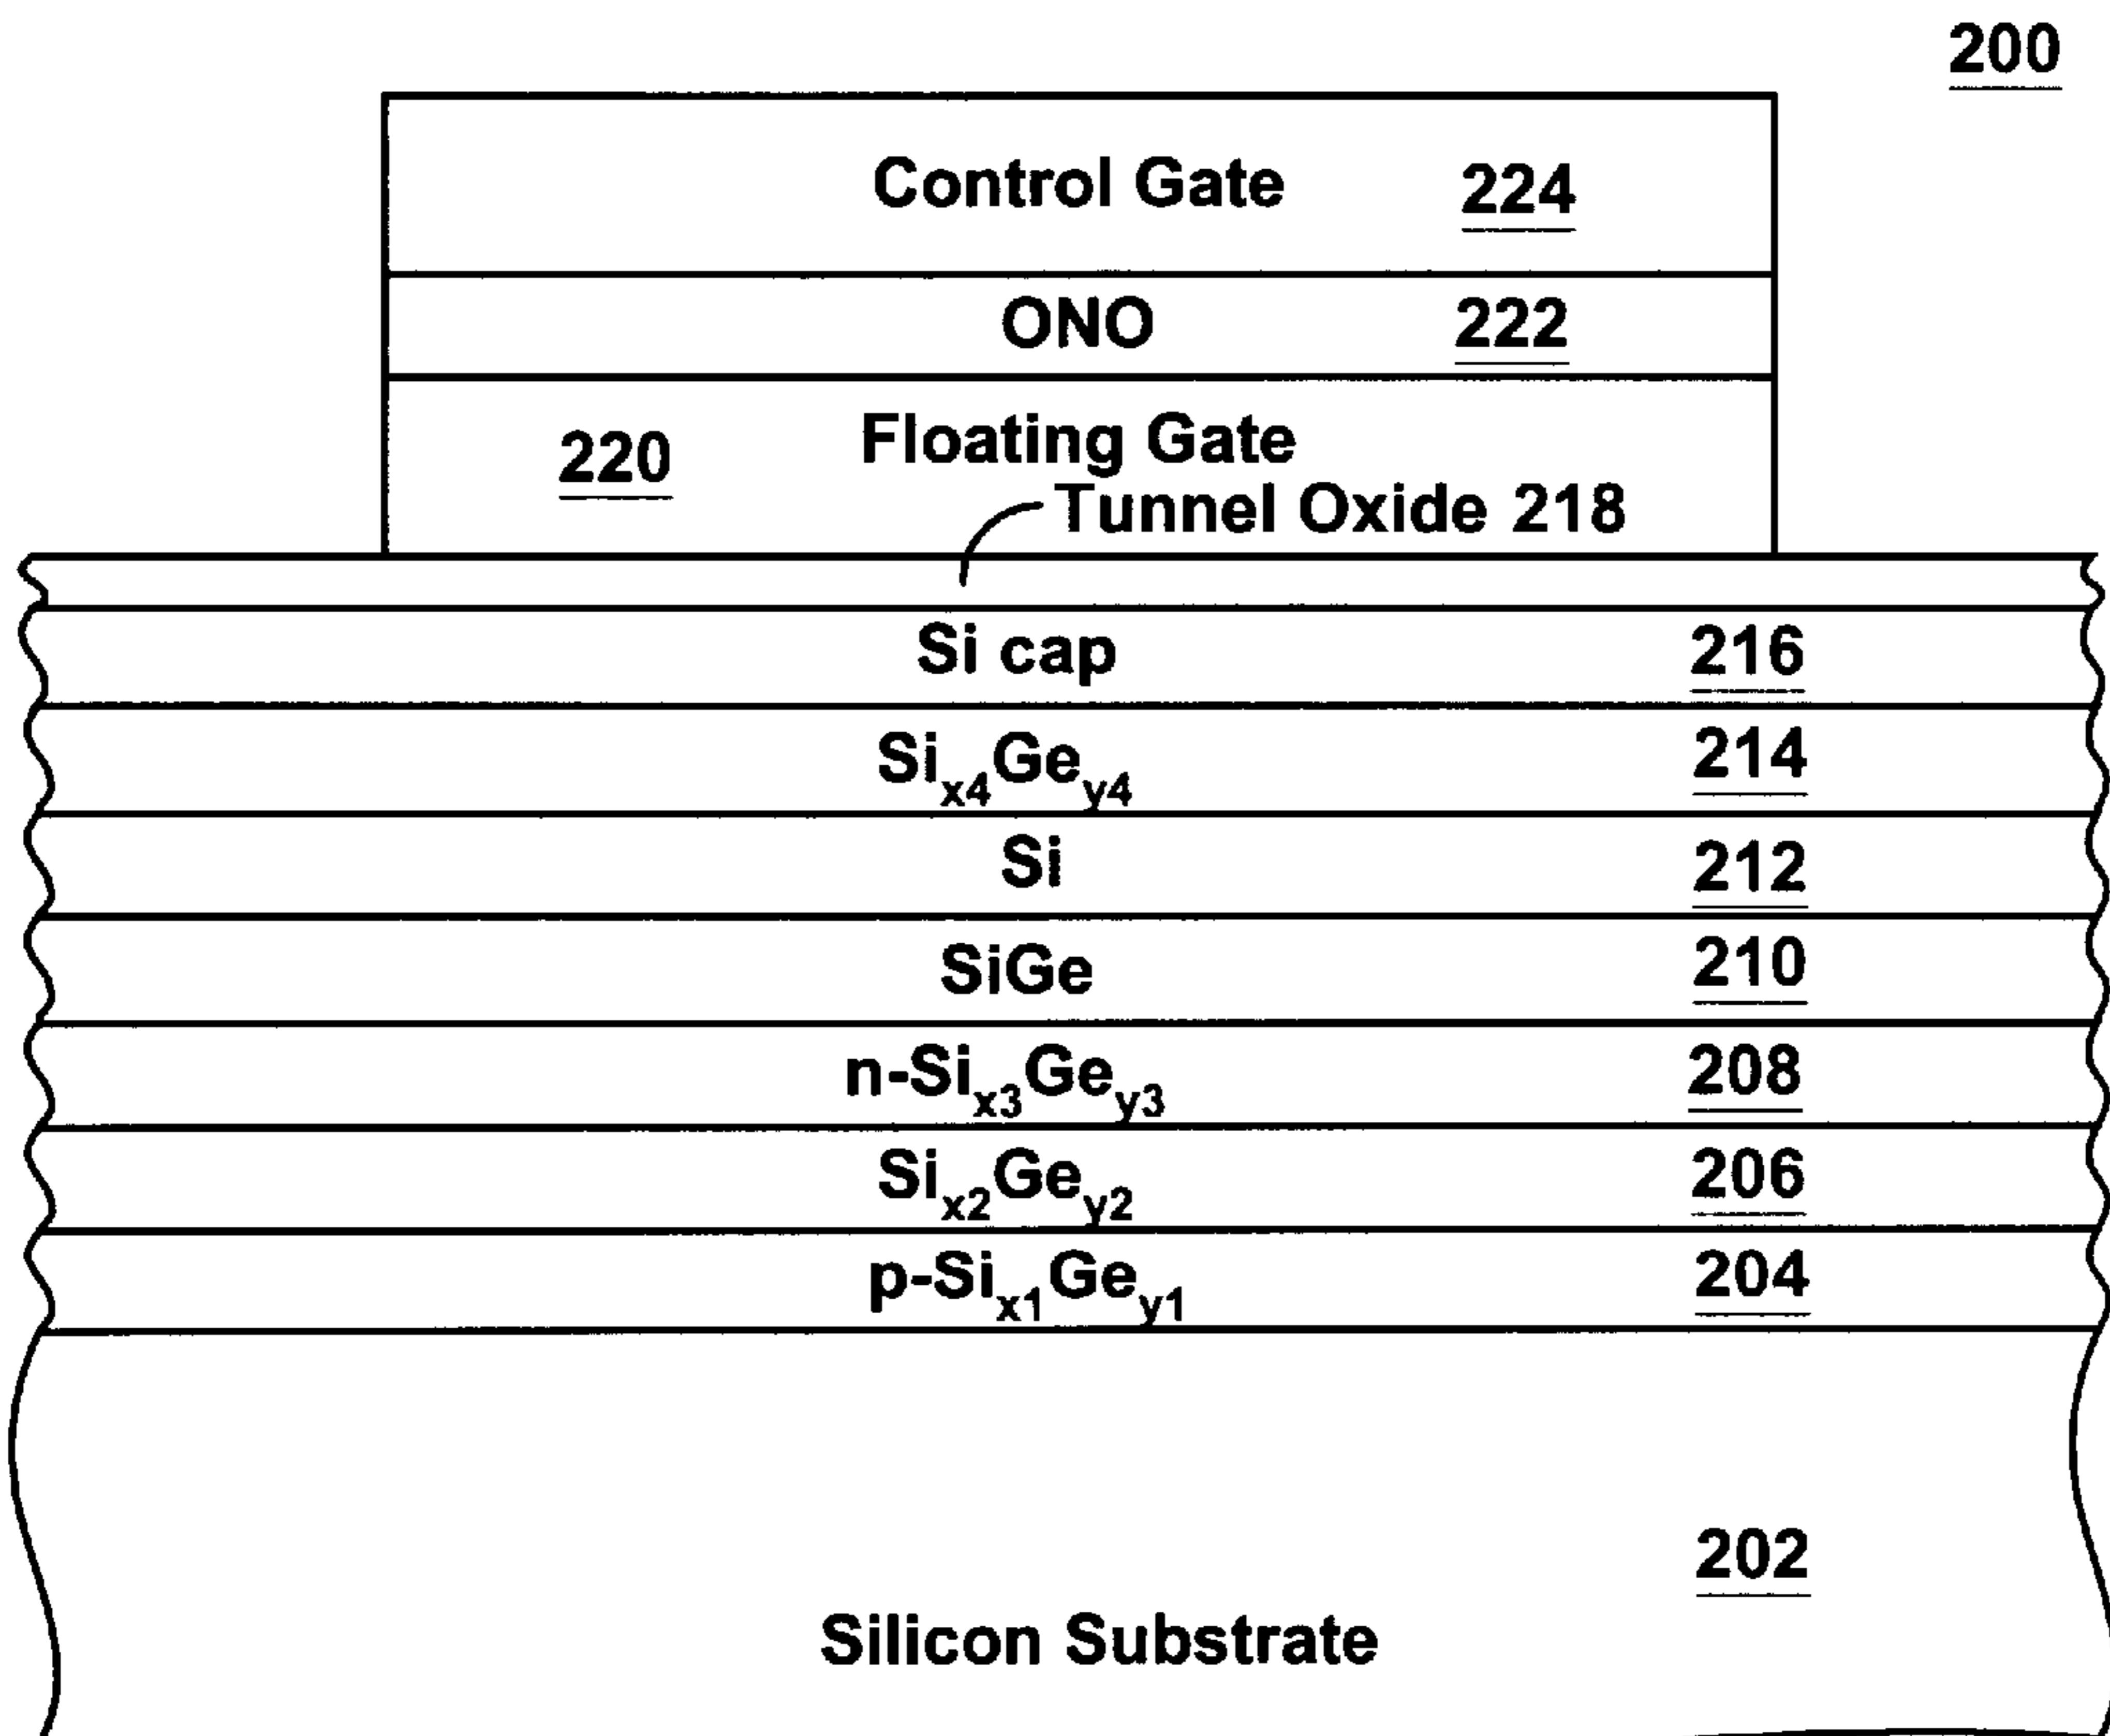 200
Control Gate 224
ONO 222
220 Floating Gate
Tunnel Oxide 218
Si cap 216
Six4Gey4 214
Si 212
SiGe 210
n-Six3Gey3 208
Six2Gey2 206
p-Six1Gey1 204
202
Silicon Substrate